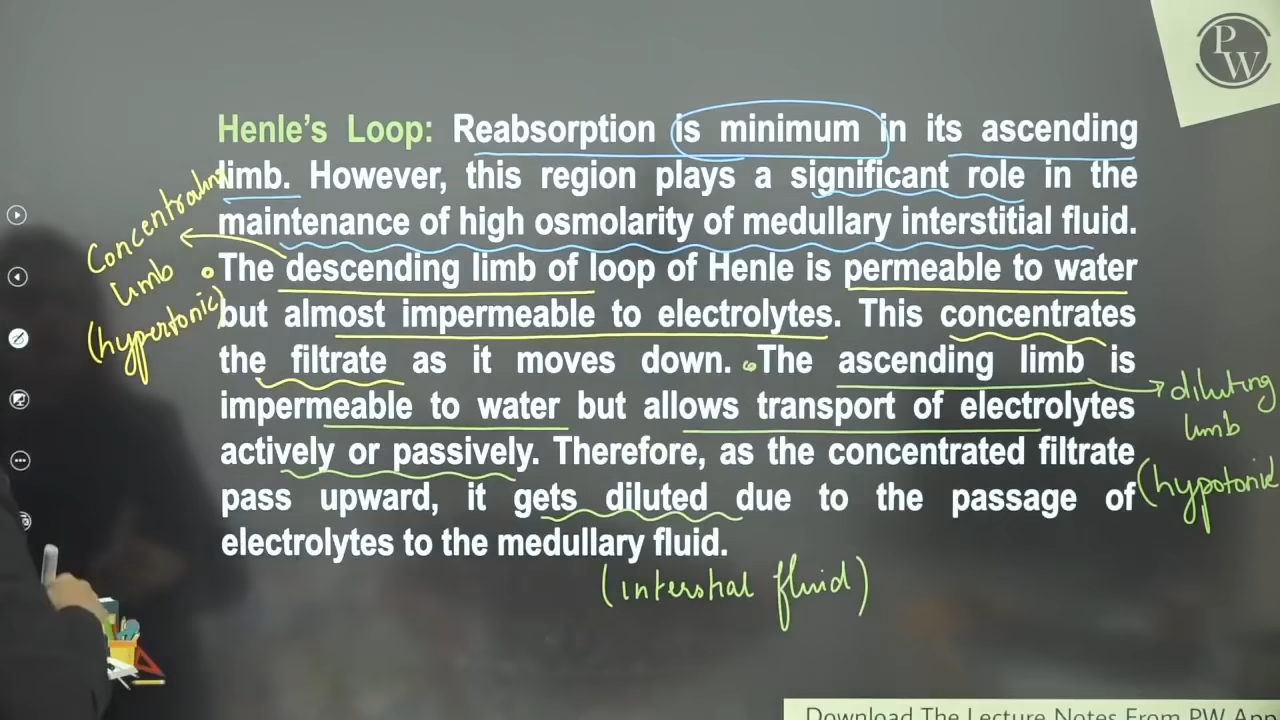 PW
Henle's Loop: Reabsorption is minimum in its ascending
limb. However, this region plays a significant role in the
maintenance of high osmolarity of medullary interstitial fluid.
The descending limb of loop of Henle is permeable to water
but almost impermeable to electrolytes. This concentrates
the filtrate as it moves down. The ascending limb is
impermeable to water but allows transport of electrolytes
actively or passively. Therefore, as the concentrated filtrate
pass upward, it gets diluted due to the passage of
electrolytes to the medullary fluid.
Concentrating
limb
(hypertonic)
diluting
limb
(hypotonic
(interstial fluid)
Download The Lecture Notes From PW App